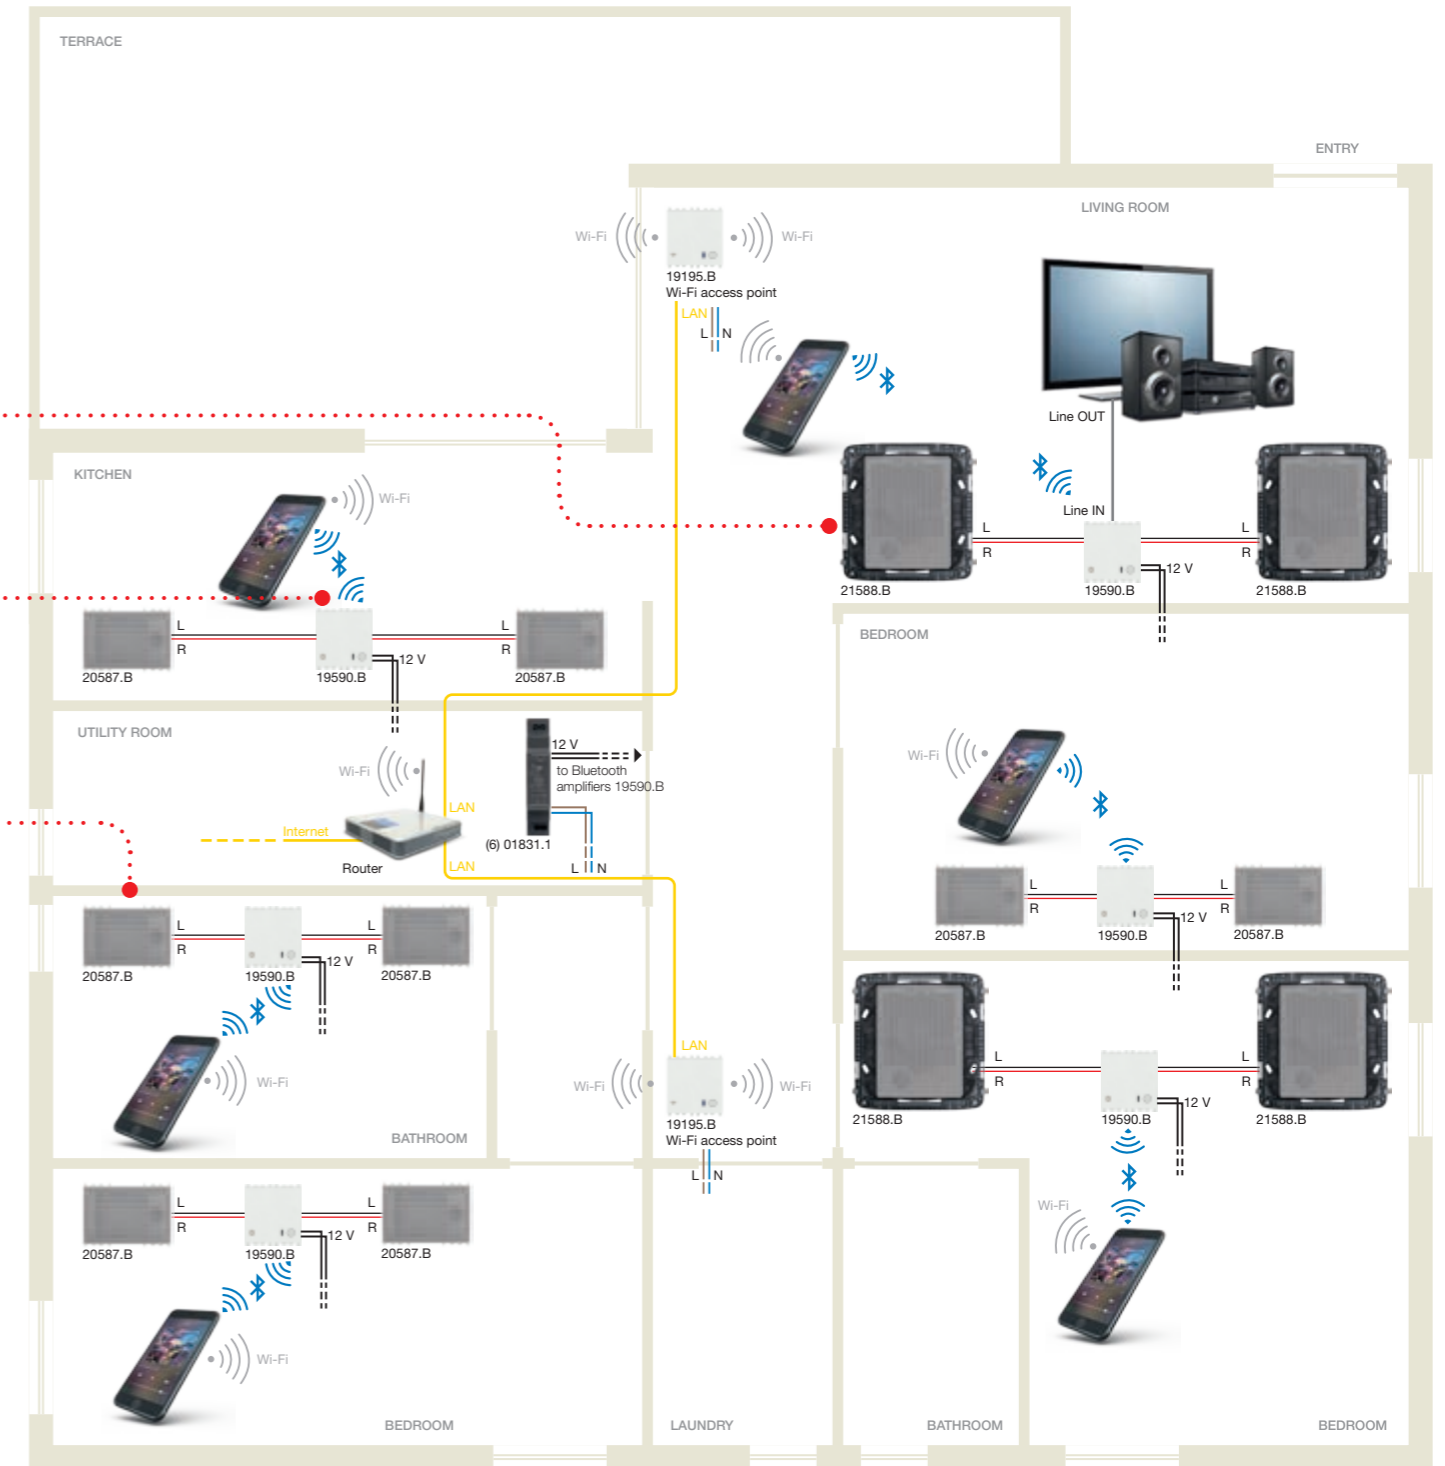 TERRACE
ENTRY
LIVING ROOM
Wi-Fi
Wi-Fi
19195.B
Wi-Fi access point
LAN
L
N
Line OUT
Line IN
L
R
L
R
12 V
21588.B
19590.B
21588.B
KITCHEN
Wi-Fi
L
R
L
R
12 V
20587.B
19590.B
20587.B
UTILITY ROOM
Wi-Fi
Internet
LAN
LAN
Router
12 V
to Bluetooth
amplifiers 19590.B
(6) 01831.1
L
N
BEDROOM
Wi-Fi
L
R
L
R
12 V
20587.B
19590.B
20587.B
L
R
L
R
12 V
20587.B
19590.B
20587.B
Wi-Fi
BATHROOM
LAN
Wi-Fi
Wi-Fi
19195.B
Wi-Fi access point
L
N
L
R
L
R
12 V
21588.B
19590.B
21588.B
Wi-Fi
BEDROOM
L
R
L
R
12 V
20587.B
19590.B
20587.B
Wi-Fi
BEDROOM
LAUNDRY
BATHROOM